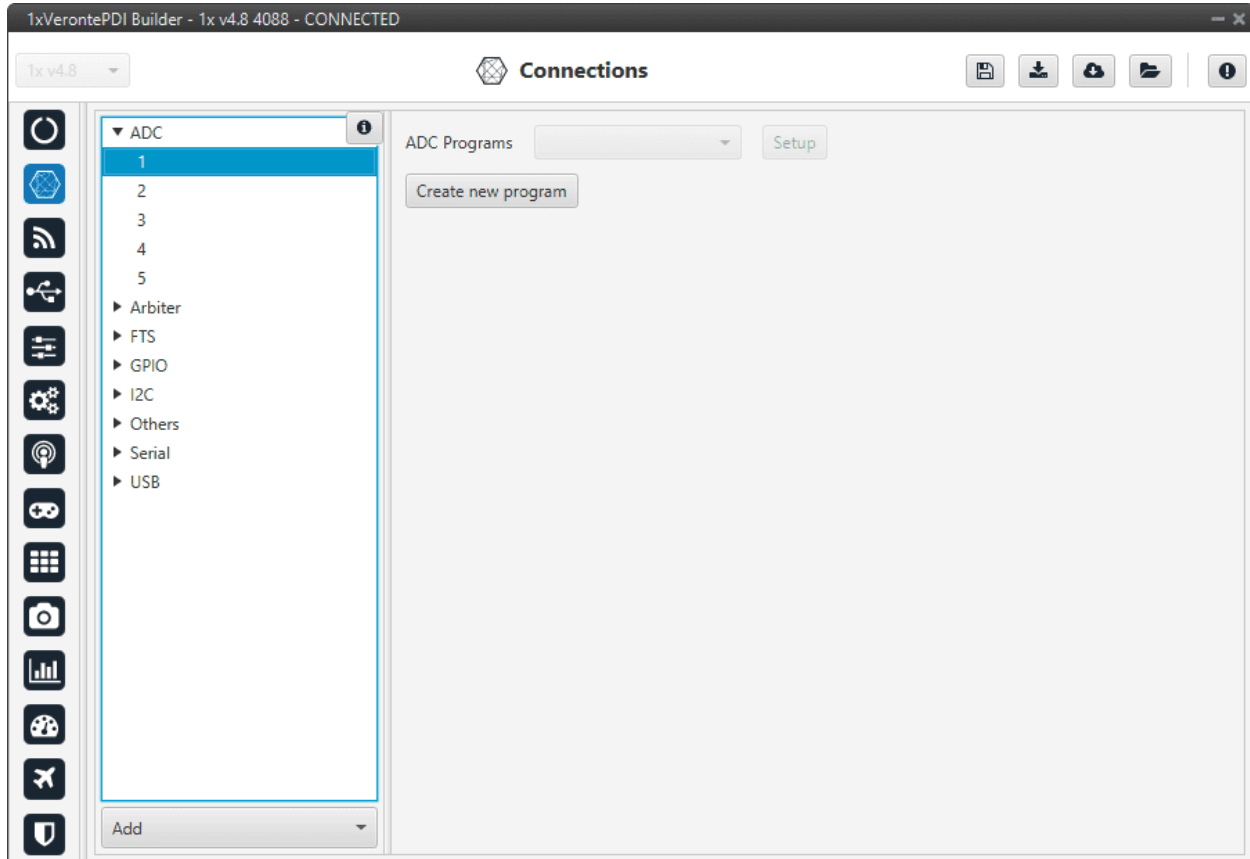 1xVerontePDI Builder - 1x v4.8 4088 - CONNECTED
1x v4.8
Connections
ADC
1
2
3
4
5
Arbiter
FTS
GPIO
I2C
Others
Serial
USB
Add
ADC Programs
Setup
Create new program